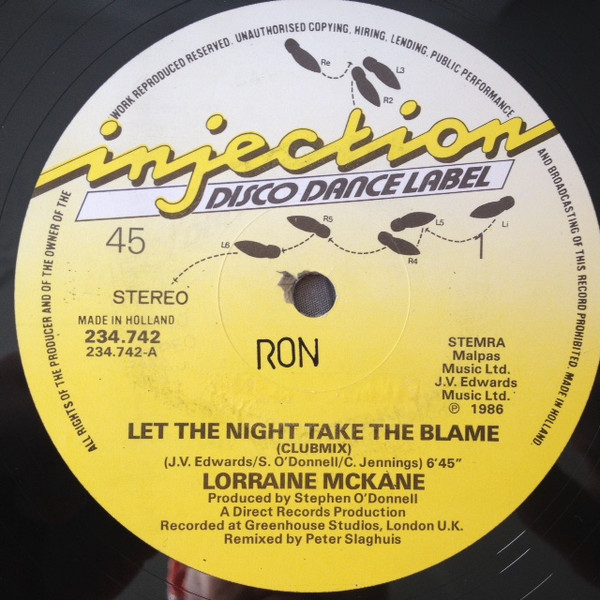 WORK REPRODUCED RESERVED. UNAUTHORISED COPYING, HIRING, LENDING, PUBLIC PERFORMANCE
AND BROADCASTING OF THIS RECORD PROHIBITED. MADE IN HOLLAND.
ALL RIGHTS OF THE PRODUCER AND OF THE OWNER OF THE
Re
L3
R2
injection
DISCO DANCE LABEL
45
L6
R5
R4
L5
Li
1
STEREO
MADE IN HOLLAND
234.742
234.742-A
RON
STEMRA
Malpas
Music Ltd.
J.V. Edwards
Music Ltd.
℗ 1986
LET THE NIGHT TAKE THE BLAME
(CLUBMIX)
(J.V. Edwards/S. O'Donnell/C. Jennings) 6'45"
LORRAINE MCKANE
Produced by Stephen O'Donnell
A Direct Records Production
Recorded at Greenhouse Studios, London U.K.
Remixed by Peter Slaghuis